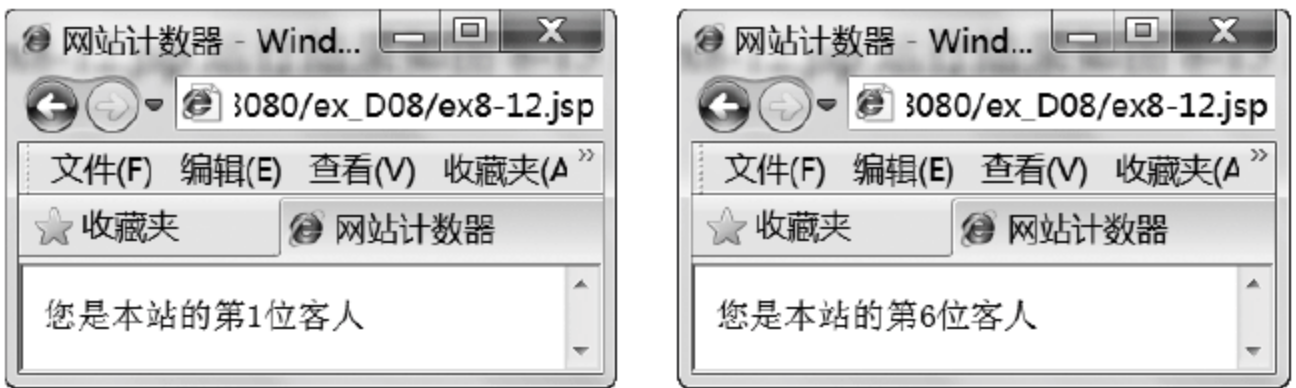 网站计数器 - Wind...
3080/ex_D08/ex8-12.jsp
文件(F) 编辑(E) 查看(V) 收藏夹(A »
收藏夹 网站计数器
您是本站的第1位客人
网站计数器 - Wind...
3080/ex_D08/ex8-12.jsp
文件(F) 编辑(E) 查看(V) 收藏夹(A »
收藏夹 网站计数器
您是本站的第6位客人